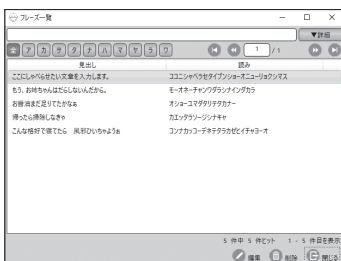 フレーズ一覧
▼詳細
全 ア カ サ タ ナ ハ マ ヤ ラ ワ 1 / 1
見出し 読み
ここにしゃべらせたい文章を入力します。 ココニシャベラセタイブンショーオニューリョクシマス
もう、お姉ちゃんはだらしないんだから。 モーオネーチャンワダラシナインダカラ
お醤油まだ足りてたかなぁ オショーユマダタリテタカナー
帰ったら掃除しなきゃ カエッタラソージシナキャ
こんな格好で寝てたら 風邪ひいちゃようぉ コンナカッコーデネテタラカゼヒイチャヨーオ
5 件中 5 件ヒット 1 - 5 件目を表示
編集 削除 閉じる